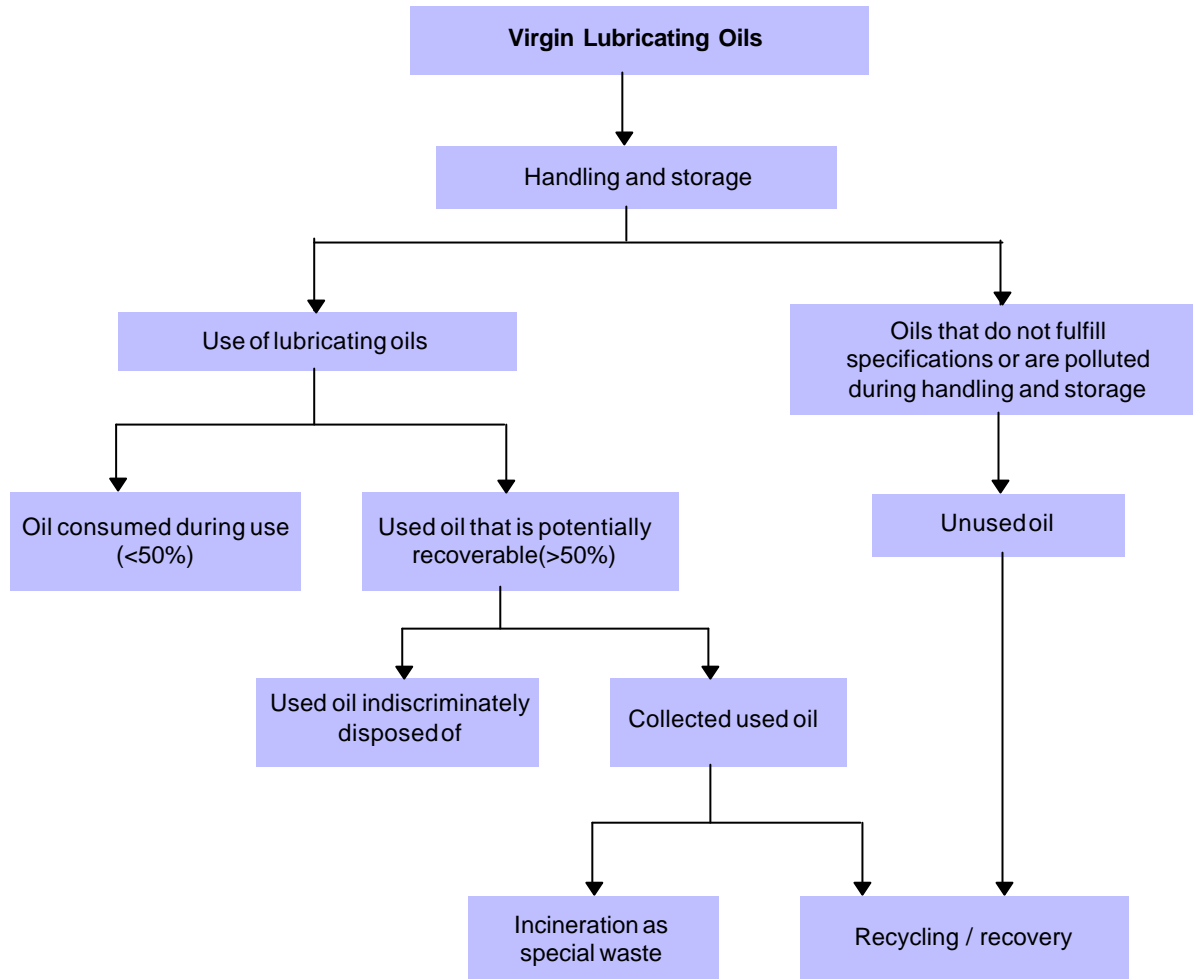 Virgin Lubricating Oils
Handling and storage
Use of lubricating oils
Oils that do not fulfill
specifications or are polluted
during handling and storage
Oil consumed during use
(<50%)
Used oil that is potentially
recoverable(>50%)
Unused oil
Used oil indiscriminately
disposed of
Collected used oil
Incineration as
special waste
Recycling / recovery